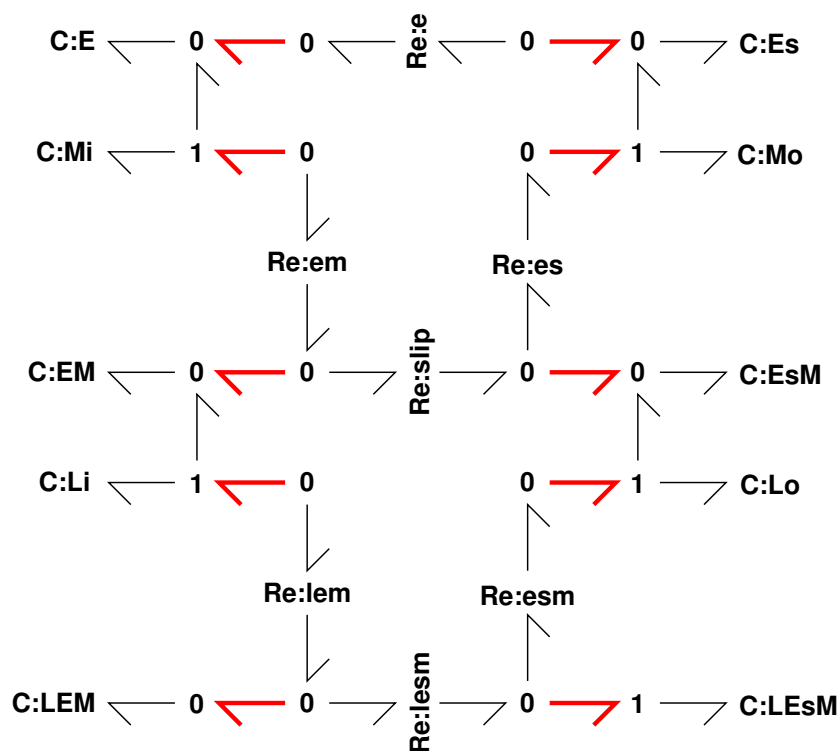 C:E 0 0 Re:e 0 0 C:Es
C:Mi 1 0 0 1 C:Mo
Re:em Re:es
C:EM 0 0 Re:slip 0 0 C:EsM
C:Li 1 0 0 1 C:Lo
Re:lem Re:esm
C:LEM 0 0 Re:lesm 0 1 C:LEsM